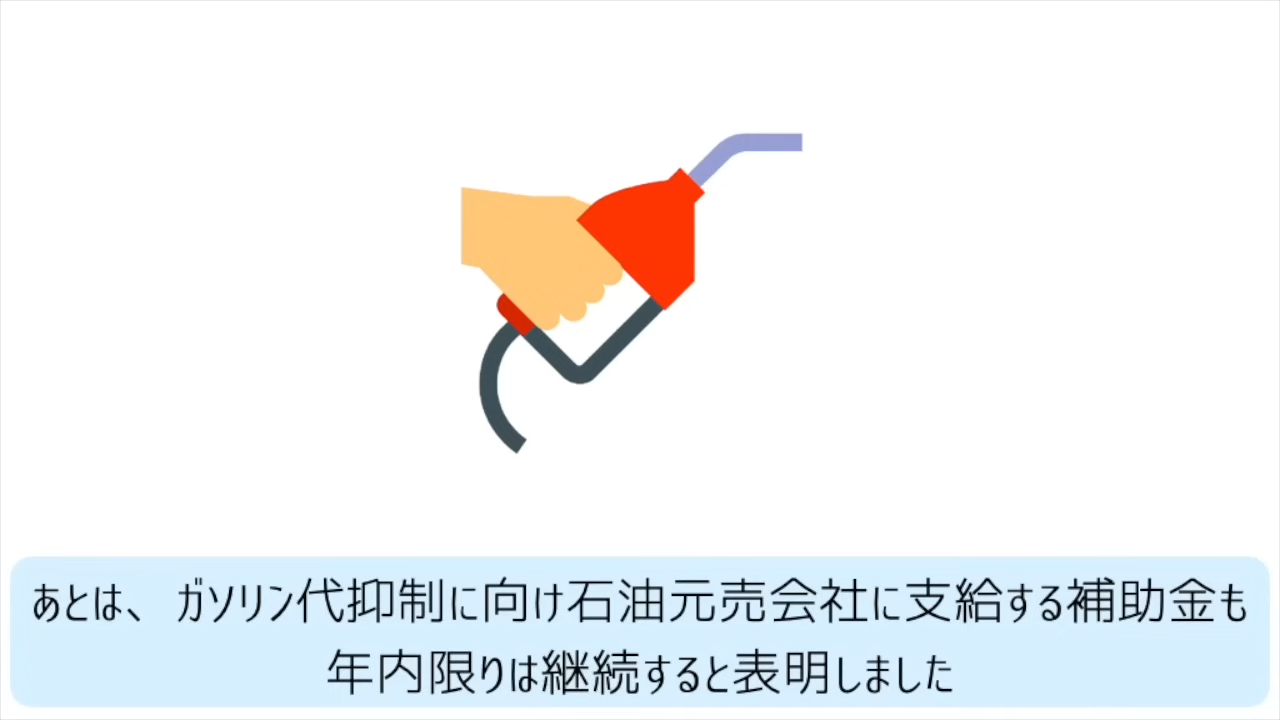 あとは、ガソリン代抑制に向け石油元売会社に支給する補助金も
年内限りは継続すると表明しました